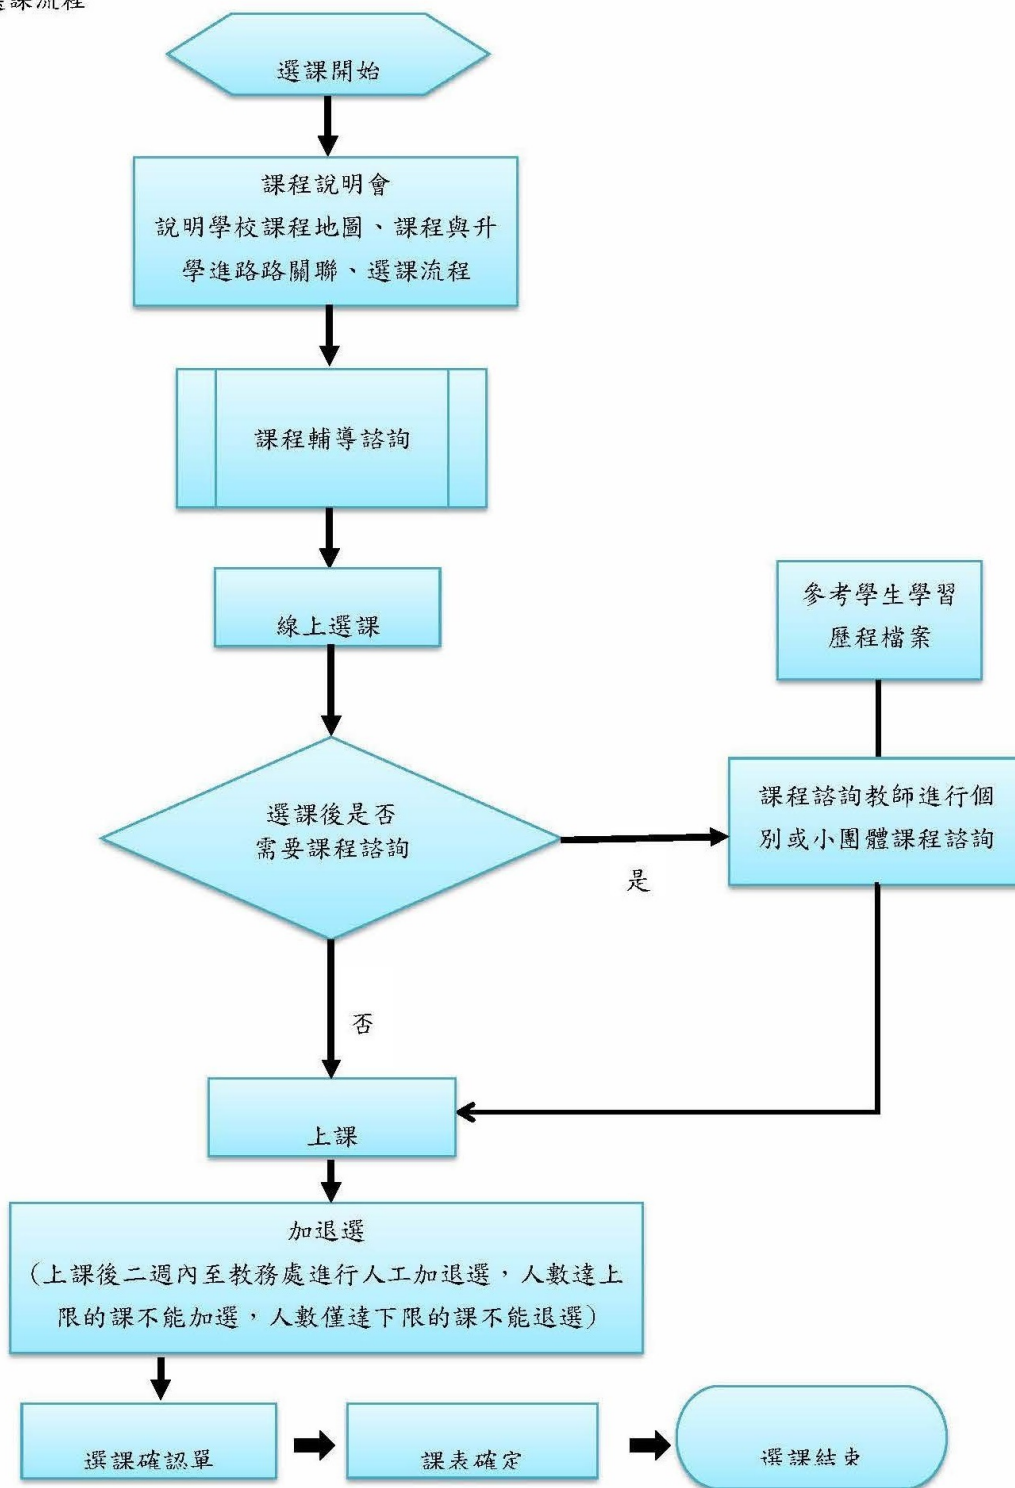 選課流程
選課開始
課程說明會
說明學校課程地圖、課程與升
學進路路關聯、選課流程
課程輔導諮詢
線上選課
參考學生學習
歷程檔案
選課後是否
需要課程諮詢
是
課程諮詢教師進行個
別或小團體課程諮詢
否
上課
加退選
(上課後二週內至教務處進行人工加退選，人數達上
限的課不能加選，人數僅達下限的課不能退選)
選課確認單
課表確定
選課結束